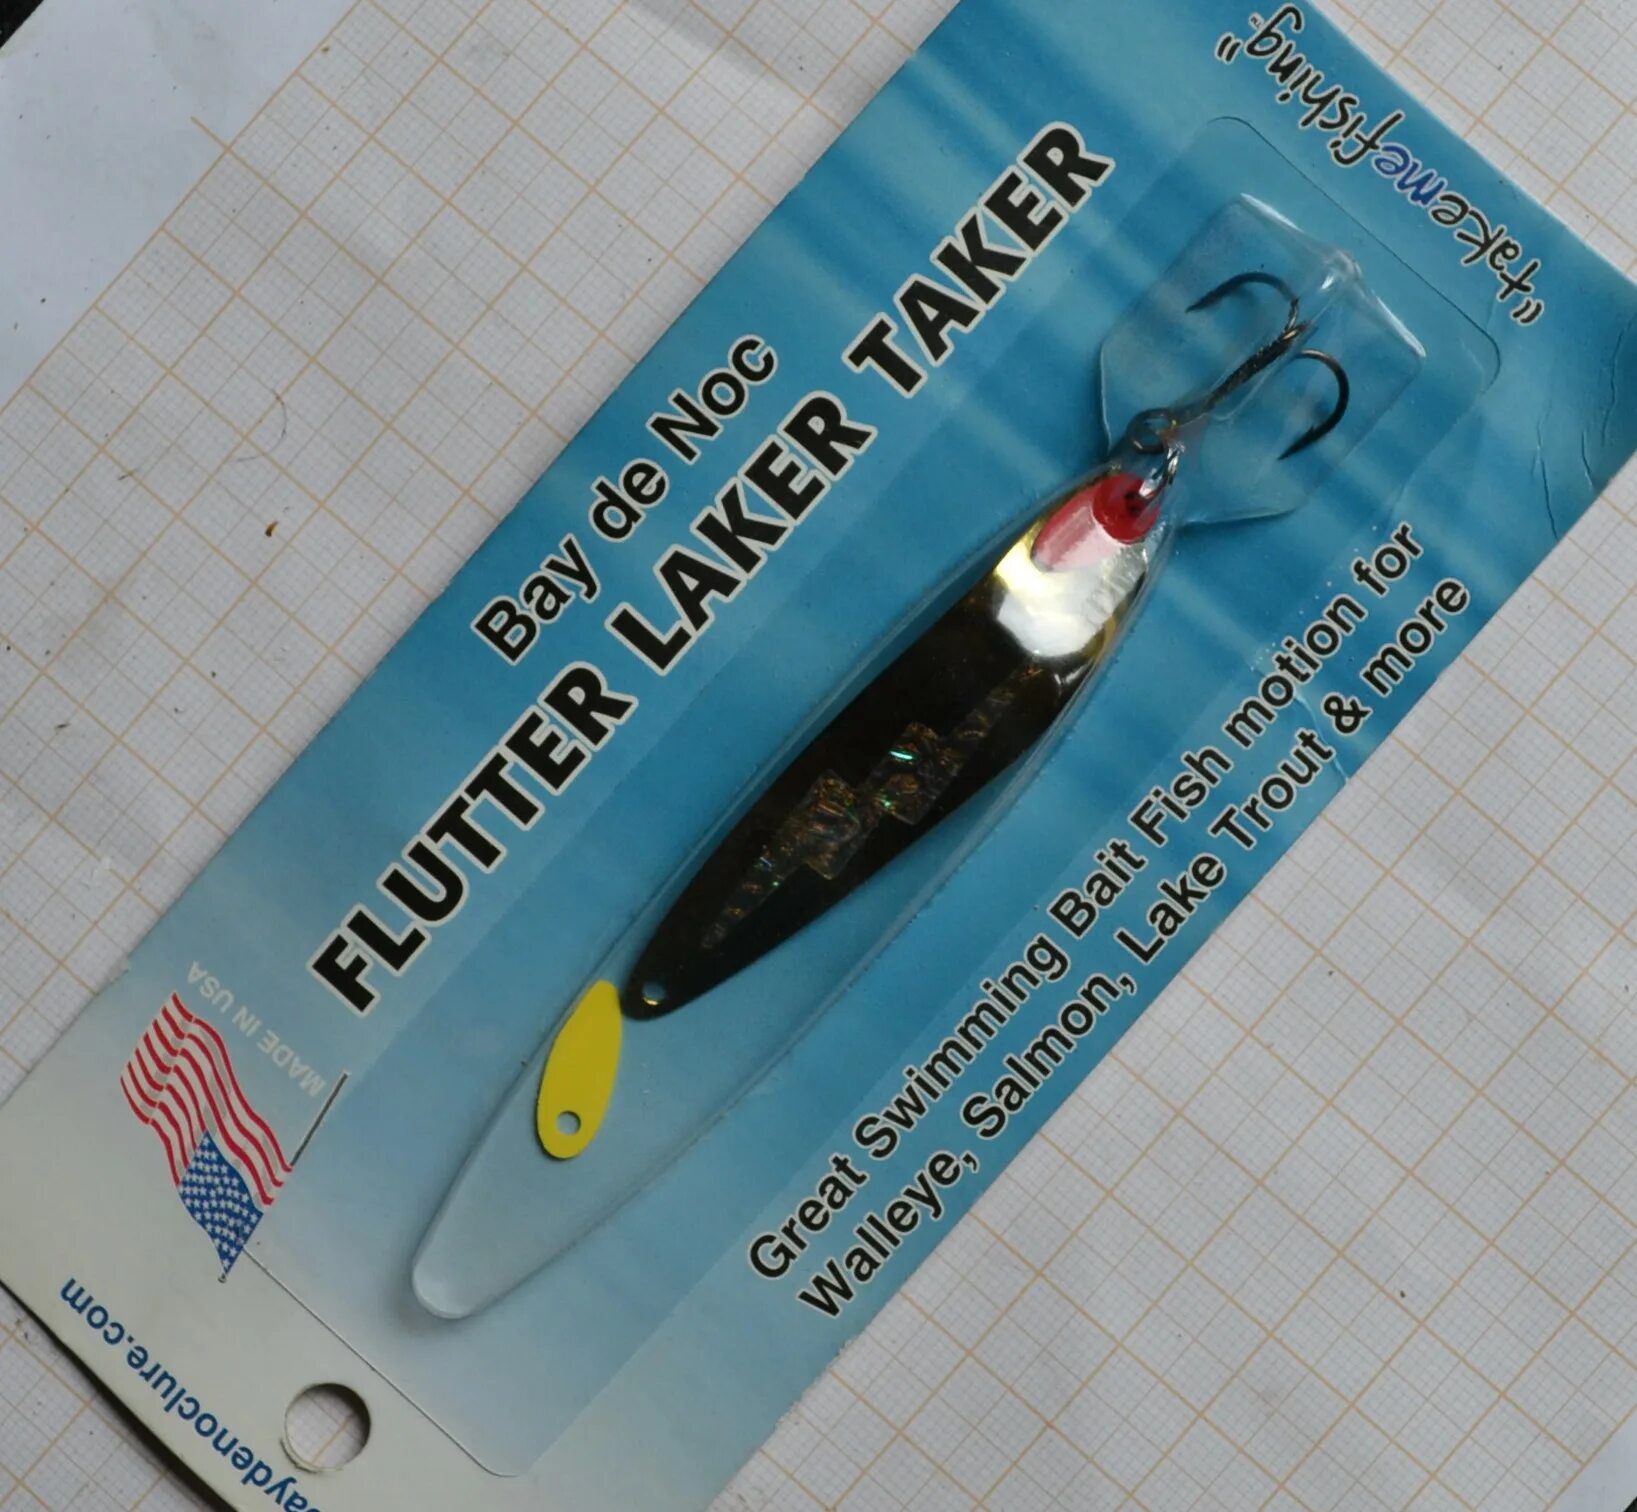 Bay de Noc
FLUTTER LAKER TAKER
Great Swimming Bait Fish motion for
Walleye, Salmon, Lake Trout & more
"takemefishing"™
MADE IN USA
baydenoclure.com